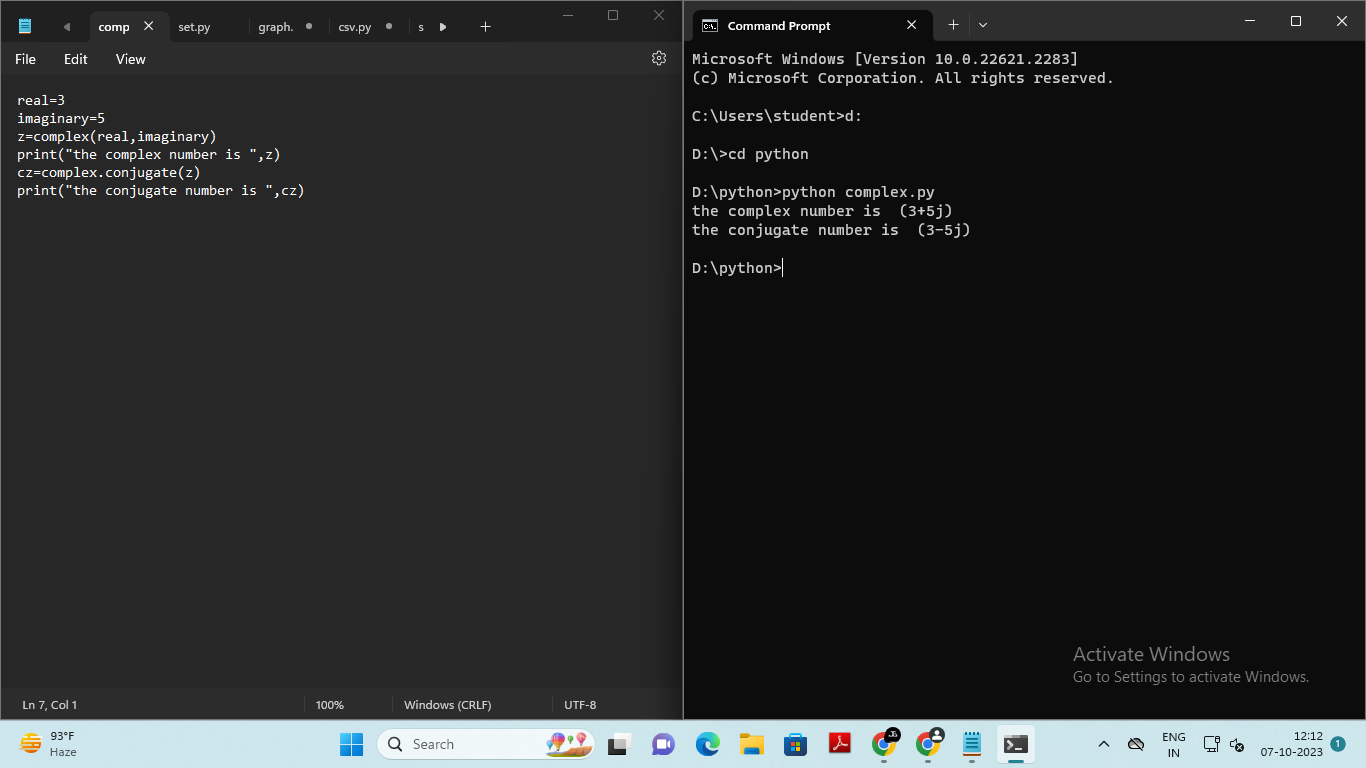 comp
set.py
graph.
csv.py
s
File
Edit
View
real=3
imaginary=5
z=complex(real,imaginary)
print("the complex number is ",z)
cz=complex.conjugate(z)
print("the conjugate number is ",cz)
Ln 7, Col 1
100%
Windows (CRLF)
UTF-8
Command Prompt
Microsoft Windows [Version 10.0.22621.2283]
(c) Microsoft Corporation. All rights reserved.
C:\Users\student>d:
D:\>cd python
D:\python>python complex.py
the complex number is  (3+5j)
the conjugate number is  (3-5j)
D:\python>
Activate Windows
Go to Settings to activate Windows.
93°F
Haze
Search
ENG
IN
12:12
07-10-2023
1